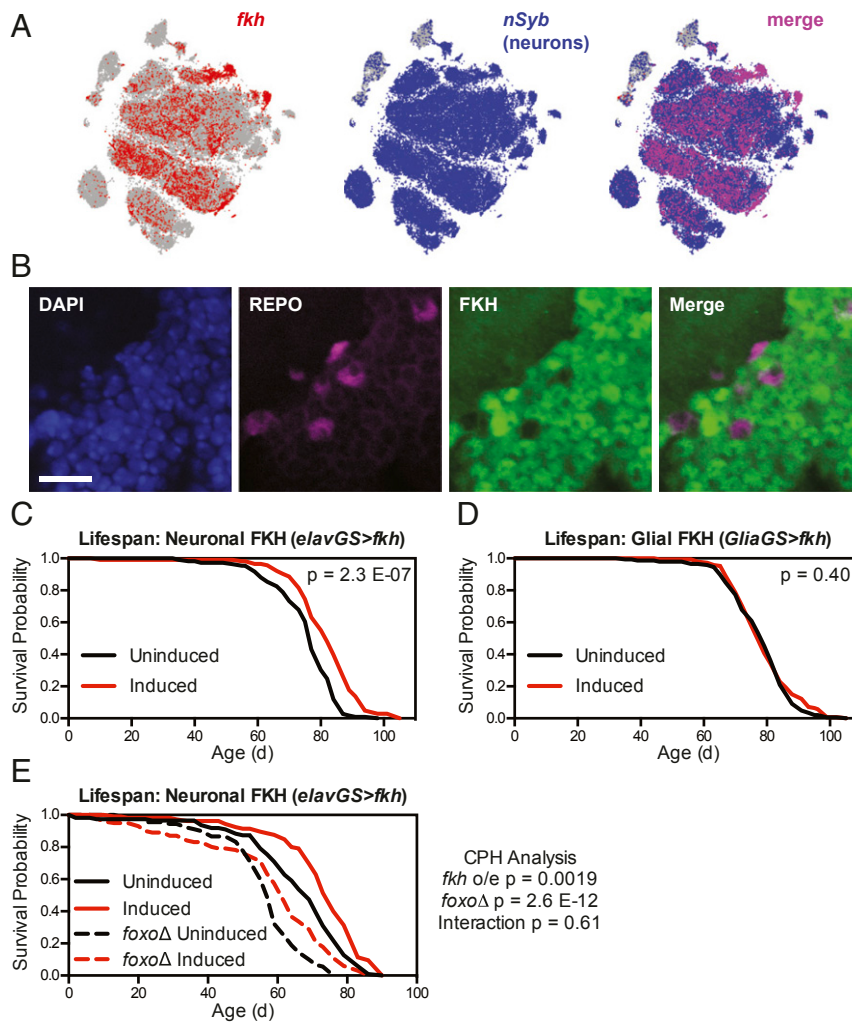 A
fkh
nSyb
(neurons)
merge
B
DAPI
REPO
FKH
Merge
C
Lifespan: Neuronal FKH (elavGS>fkh)
1.0
0.8
0.6
0.4
0.2
0.0
Survival Probability
p = 2.3 E-07
Uninduced
Induced
0 20 40 60 80 100
Age (d)
D
Lifespan: Glial FKH (GliaGS>fkh)
1.0
0.8
0.6
0.4
0.2
0.0
Survival Probability
p = 0.40
Uninduced
Induced
0 20 40 60 80 100
Age (d)
E
Lifespan: Neuronal FKH (elavGS>fkh)
1.0
0.8
0.6
0.4
0.2
0.0
Survival Probability
Uninduced
Induced
foxoΔ Uninduced
foxoΔ Induced
0 20 40 60 80 100
Age (d)
CPH Analysis
fkh o/e p = 0.0019
foxoΔ p = 2.6 E-12
Interaction p = 0.61